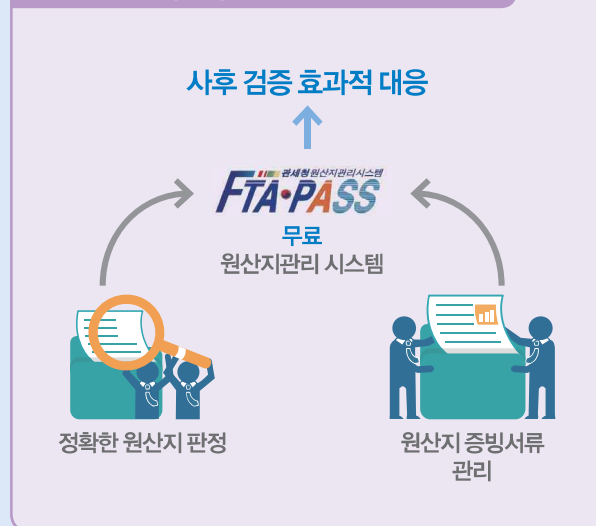 사후 검증 효과적 대응
관세청원산지관리시스템
FTA•PASS
무료
원산지관리 시스템
정확한 원산지 판정
원산지 증빙서류
관리